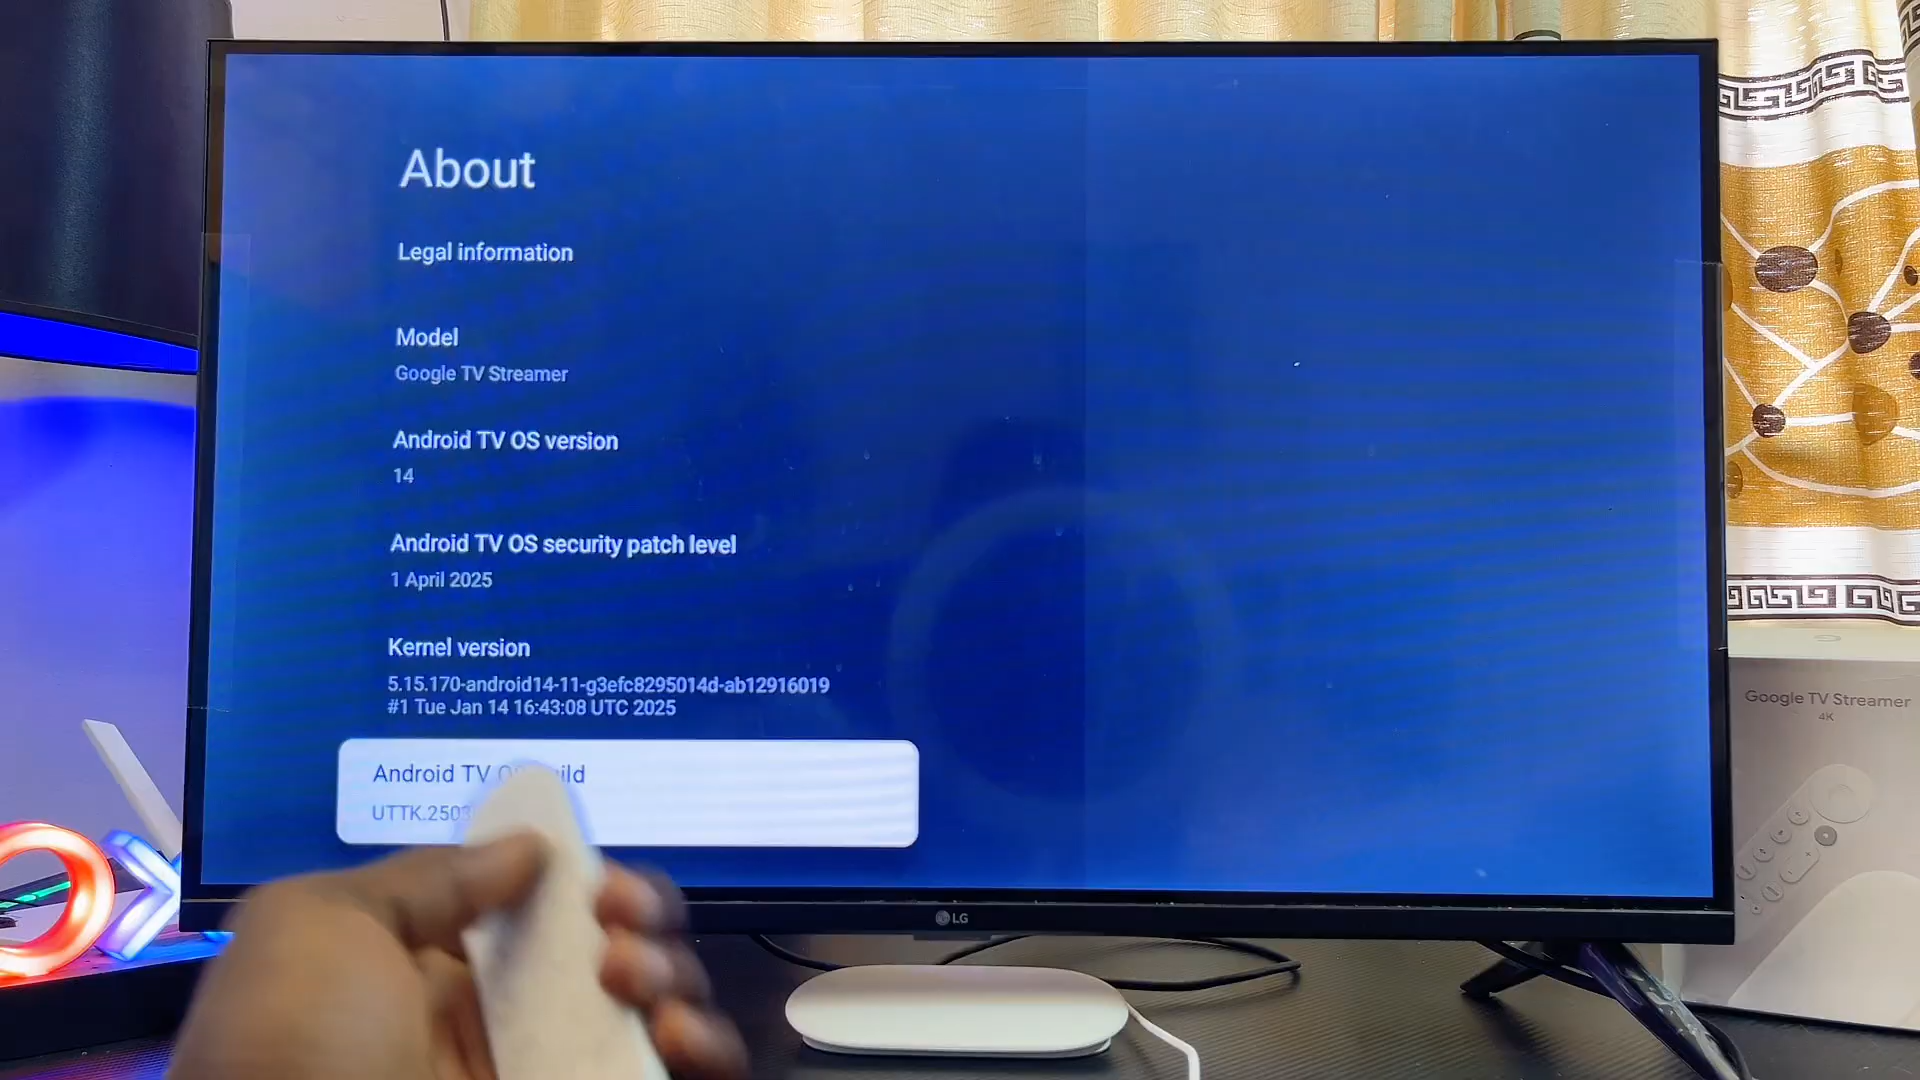 About
Legal information
Model
Google TV Streamer
Android TV OS version
14
Android TV OS security patch level
1 April 2025
Kernel version
5.15.170-android14-11-g3efc8295014d-ab12916019
#1 Tue Jan 14 16:43:08 UTC 2025
Android TV
LG
Google TV Streamer
4K